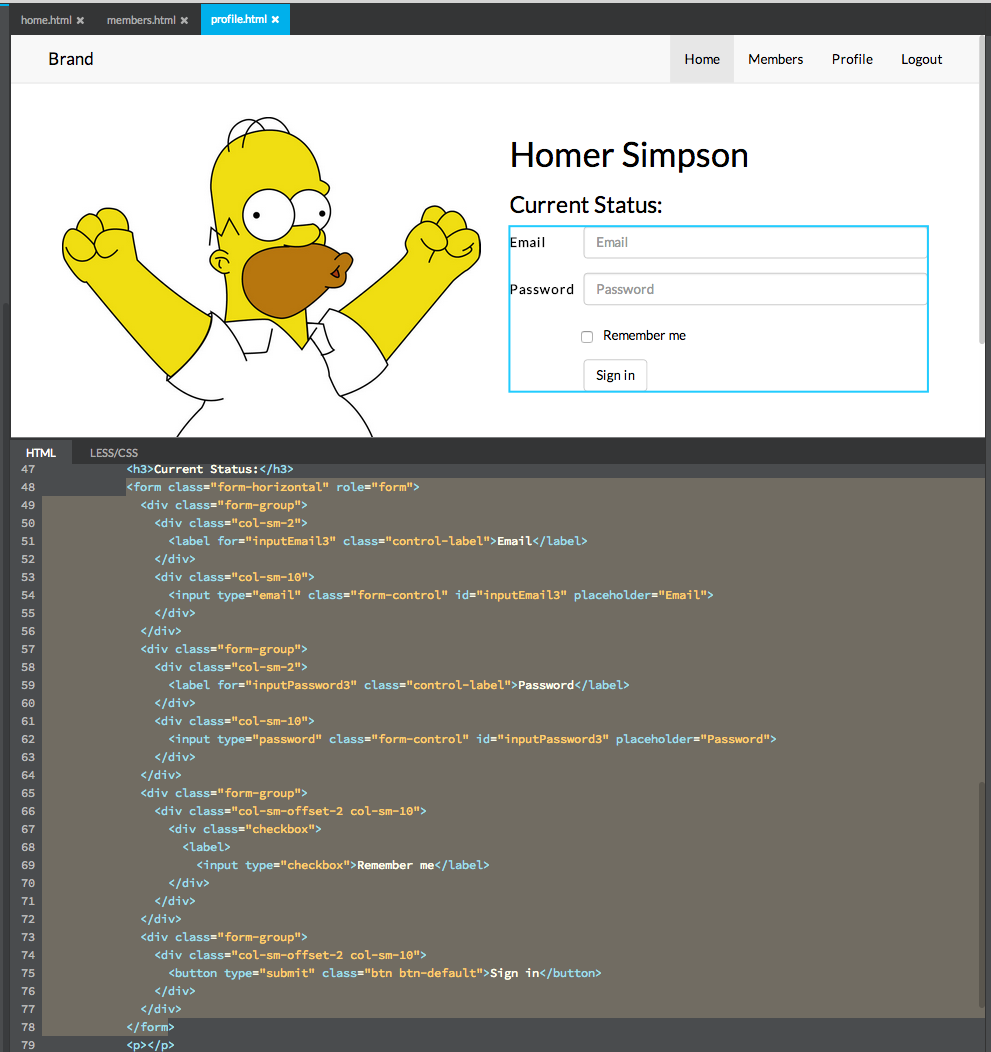 home.html × members.html × profile.html ×
Brand Home Members Profile Logout
Homer Simpson
Current Status:
Email Email
Password Password
Remember me
Sign in
HTML LESS/CSS
47 <h3>Current Status:</h3>
48 <form class="form-horizontal" role="form">
49 <div class="form-group">
50 <div class="col-sm-2">
51 <label for="inputEmail3" class="control-label">Email</label>
52 </div>
53 <div class="col-sm-10">
54 <input type="email" class="form-control" id="inputEmail3" placeholder="Email">
55 </div>
56 </div>
57 <div class="form-group">
58 <div class="col-sm-2">
59 <label for="inputPassword3" class="control-label">Password</label>
60 </div>
61 <div class="col-sm-10">
62 <input type="password" class="form-control" id="inputPassword3" placeholder="Password">
63 </div>
64 </div>
65 <div class="form-group">
66 <div class="col-sm-offset-2 col-sm-10">
67 <div class="checkbox">
68 <label>
69 <input type="checkbox">Remember me</label>
70 </div>
71 </div>
72 </div>
73 <div class="form-group">
74 <div class="col-sm-offset-2 col-sm-10">
75 <button type="submit" class="btn btn-default">Sign in</button>
76 </div>
77 </div>
78 </form>
79 <p></p>